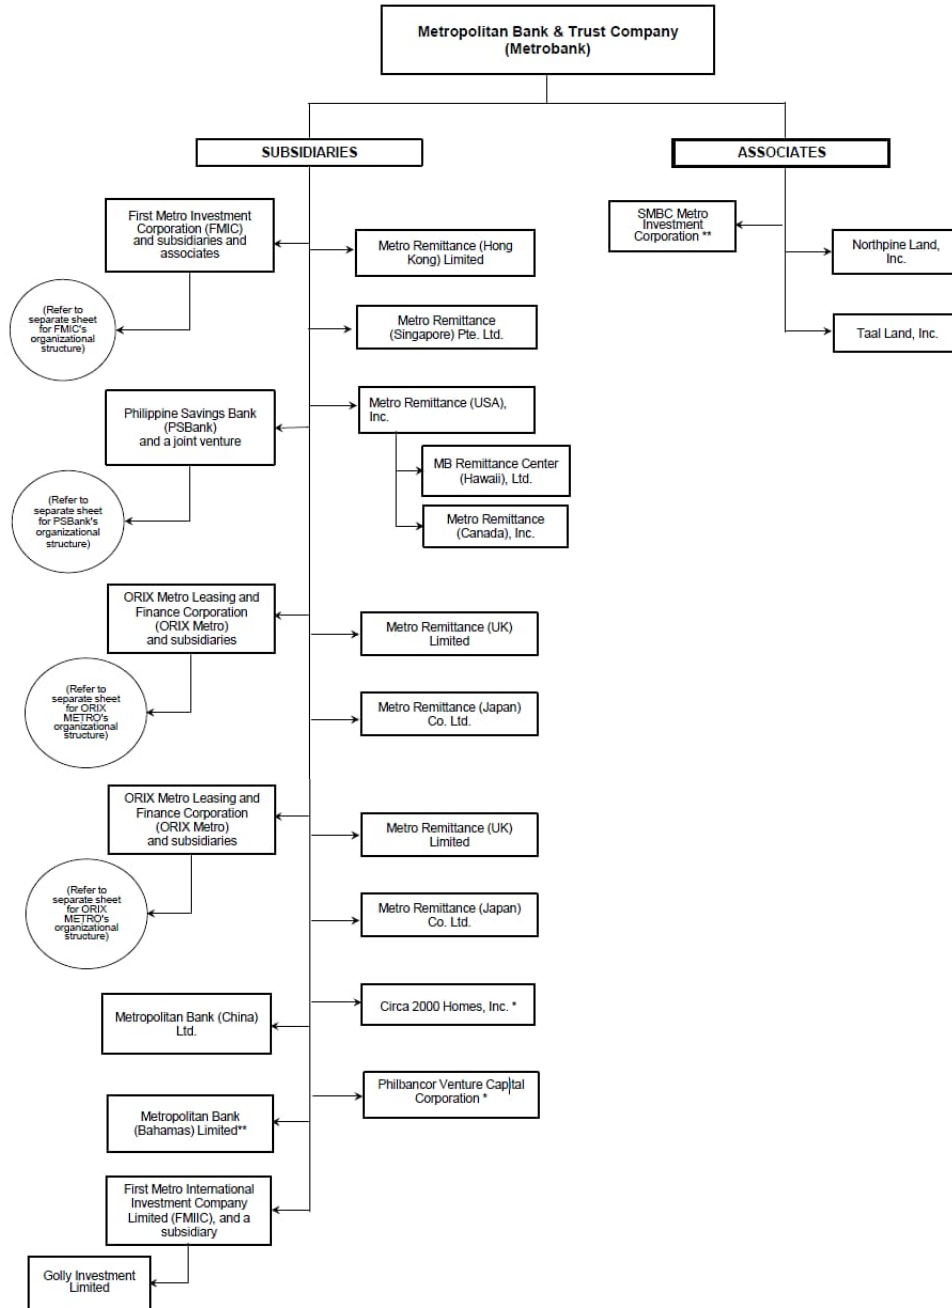 Metropolitan Bank & Trust Company
(Metrobank)
SUBSIDIARIES
ASSOCIATES
First Metro Investment
Corporation (FMIC)
and subsidiaries and
associates
(Refer to
separate sheet
for FMIC's
organizational
structure)
Metro Remittance (Hong
Kong) Limited
SMBC Metro
Investment
Corporation **
Northpine Land,
Inc.
Metro Remittance
(Singapore) Pte. Ltd.
Taal Land, Inc.
Philippine Savings Bank
(PSBank)
and a joint venture
(Refer to
separate sheet
for PSBank's
organizational
structure)
Metro Remittance (USA),
Inc.
MB Remittance Center
(Hawaii), Ltd.
Metro Remittance
(Canada), Inc.
ORIX Metro Leasing and
Finance Corporation
(ORIX Metro)
and subsidiaries
(Refer to
separate sheet
for ORIX
METRO's
organizational
structure)
Metro Remittance (UK)
Limited
Metro Remittance (Japan)
Co. Ltd.
ORIX Metro Leasing and
Finance Corporation
(ORIX Metro)
and subsidiaries
(Refer to
separate sheet
for ORIX
METRO's
organizational
structure)
Metro Remittance (UK)
Limited
Metro Remittance (Japan)
Co. Ltd.
Metropolitan Bank (China)
Ltd.
Circa 2000 Homes, Inc. *
Philbancor Venture Capital
Corporation *
Metropolitan Bank
(Bahamas) Limited**
First Metro International
Investment Company
Limited (FMIIC), and a
subsidiary
Golly Investment
Limited